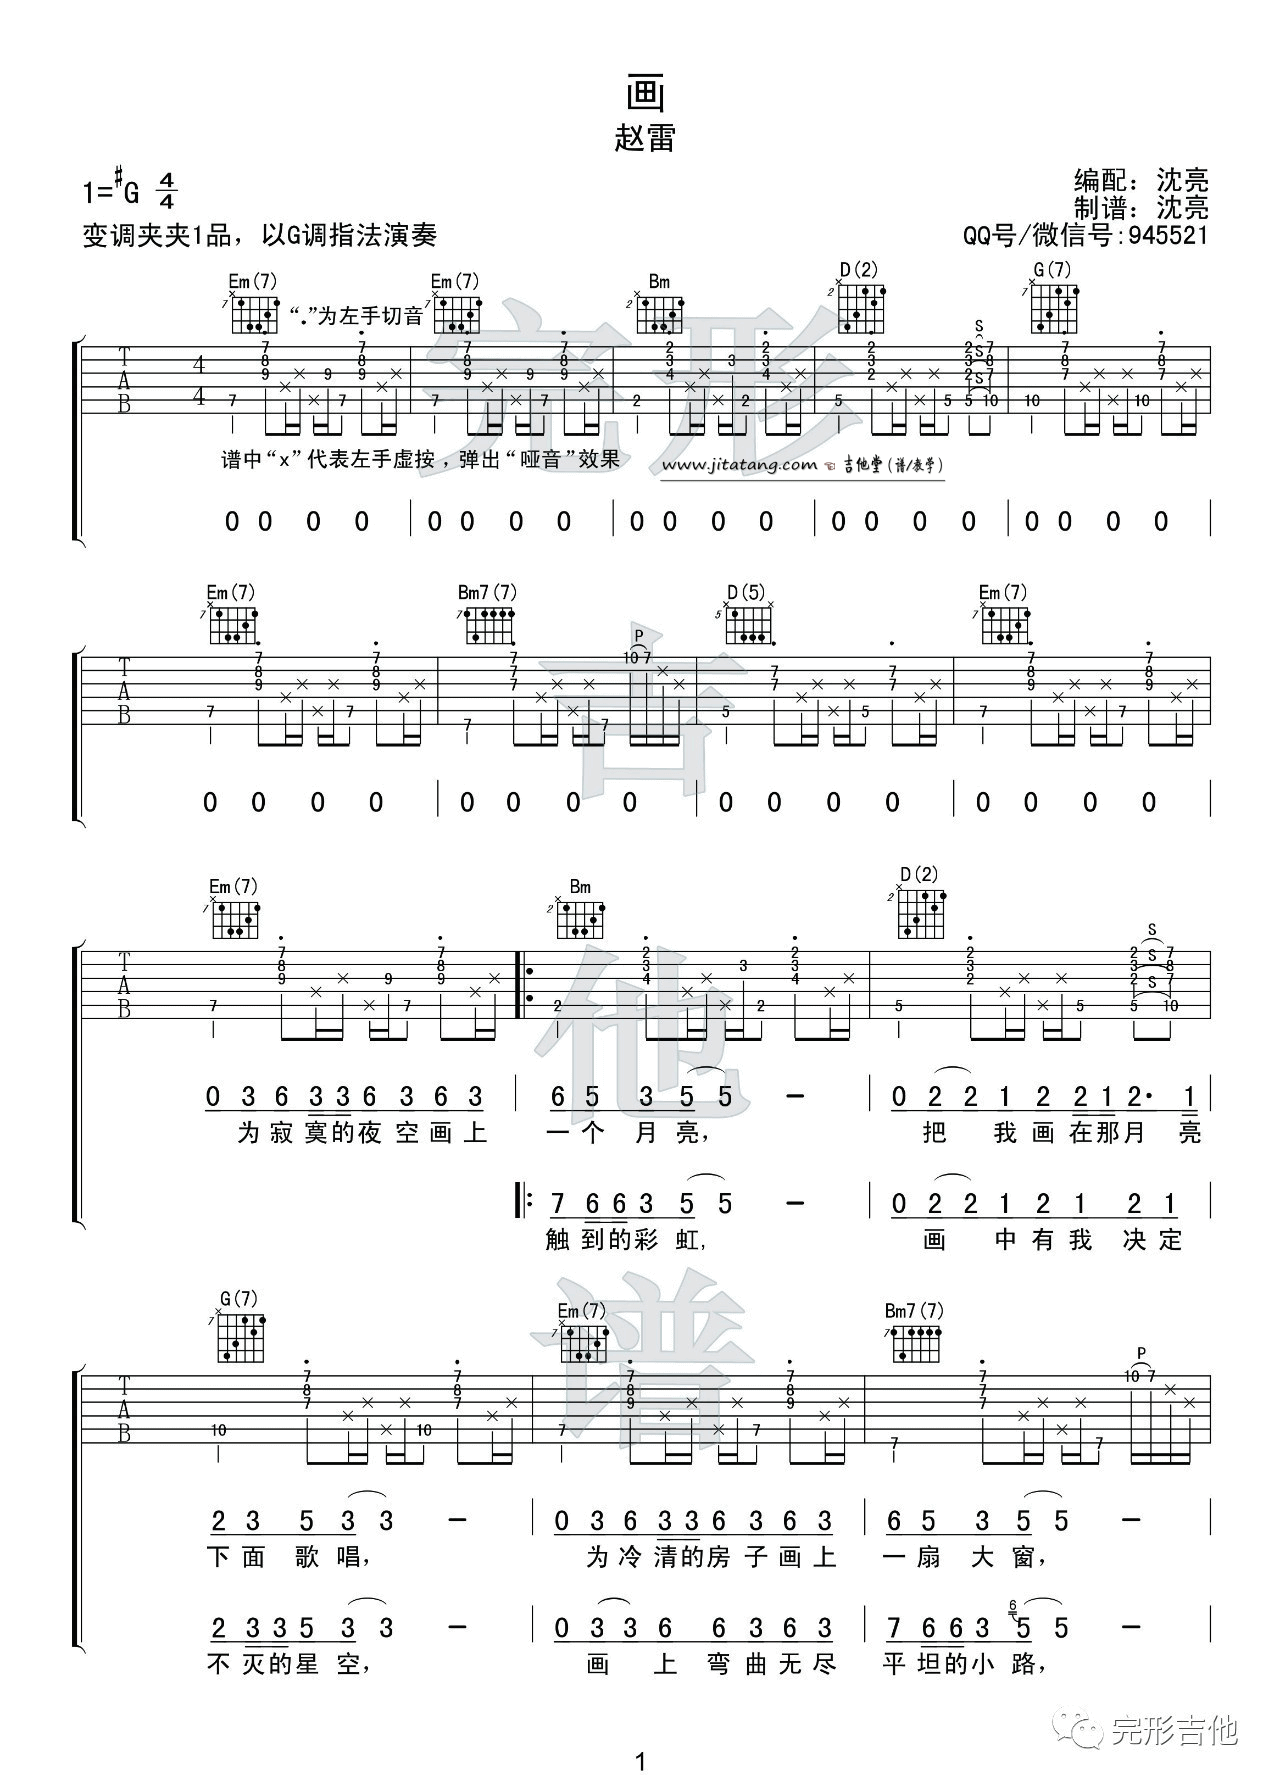 画
赵雷
1=#G 4/4
编配：沈亮
制谱：沈亮
变调夹夹1品，以G调指法演奏
QQ号/微信号:945521
Em(7) Em(7) Bm D(2) G(7)
“.”为左手切音
谱中“x”代表左手虚按，弹出“哑音”效果
www.jitatang.com 吉他堂(谱/教学)
0 0 0 0 0 0 0 0 0 0 0 0 0 0 0 0 0 0 0 0
Em(7) Bm7(7) D(5) Em(7)
0 0 0 0 0 0 0 0 0 0 0 0 0 0 0 0
Em(7) Bm D(2)
0 3 6 3 3 6 3 6 3 6 5 3 5 5 - 0 2 2 1 2 2 1 2· 1
为寂寞的夜空画上 一个月亮， 把我画在那月亮
7 6 6 3 5 5 - 0 2 2 1 2 1 2 1
触到的彩虹, 画中有我决定
G(7) Em(7) Bm7(7)
2 3 5 3 3 - 0 3 6 3 3 6 3 6 3 6 5 3 5 5 -
下面歌唱， 为冷清的房子画上 一扇大窗，
2 3 3 5 3 3 - 0 3 3 6 6 3 6 3 7 6 6 3 6 5 5 -
不灭的星空， 画上弯曲无尽 平坦的小路，
完形吉他谱
完形吉他
1